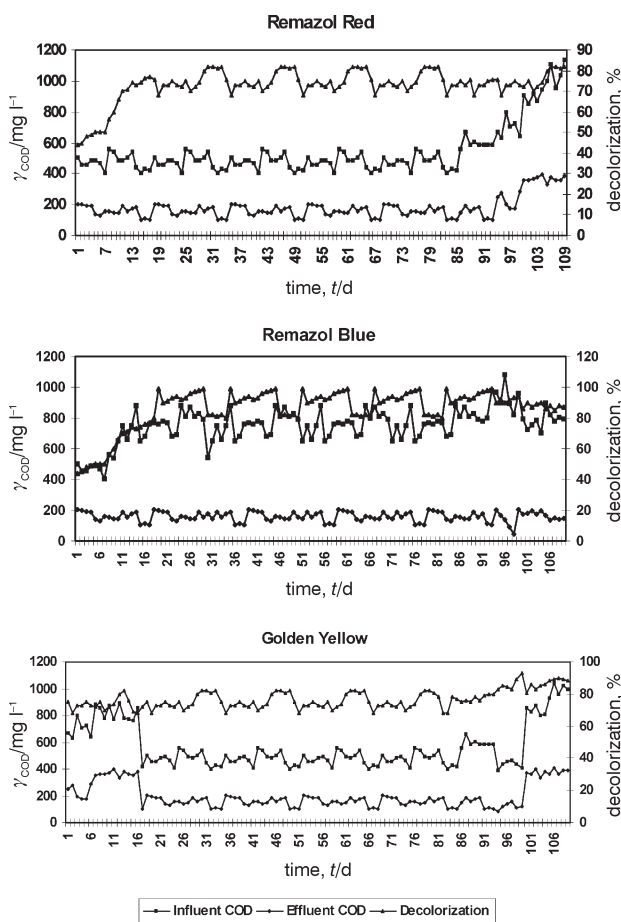 Remazol Red
1200
1000
800
600
400
200
0
γCOD/mg l–1
90
80
70
60
50
40
30
20
10
0
decolorization, %
1 7 13 19 25 31 37 43 49 55 61 67 73 79 85 91 97 103 109
time, t/d
Remazol Blue
1200
1000
800
600
400
200
0
γCOD/mg l–1
120
100
80
60
40
20
0
decolorization, %
1 6 11 16 21 26 31 36 41 46 51 56 61 66 71 76 81 86 91 96 101 106
time, t/d
Golden Yellow
1200
1000
800
600
400
200
0
γCOD/mg l–1
100
80
60
40
20
0
decolorization, %
1 6 11 16 21 26 31 36 41 46 51 56 61 66 71 76 81 86 91 96 101 106
time, t/d
Influent COD Effluent COD Decolorization